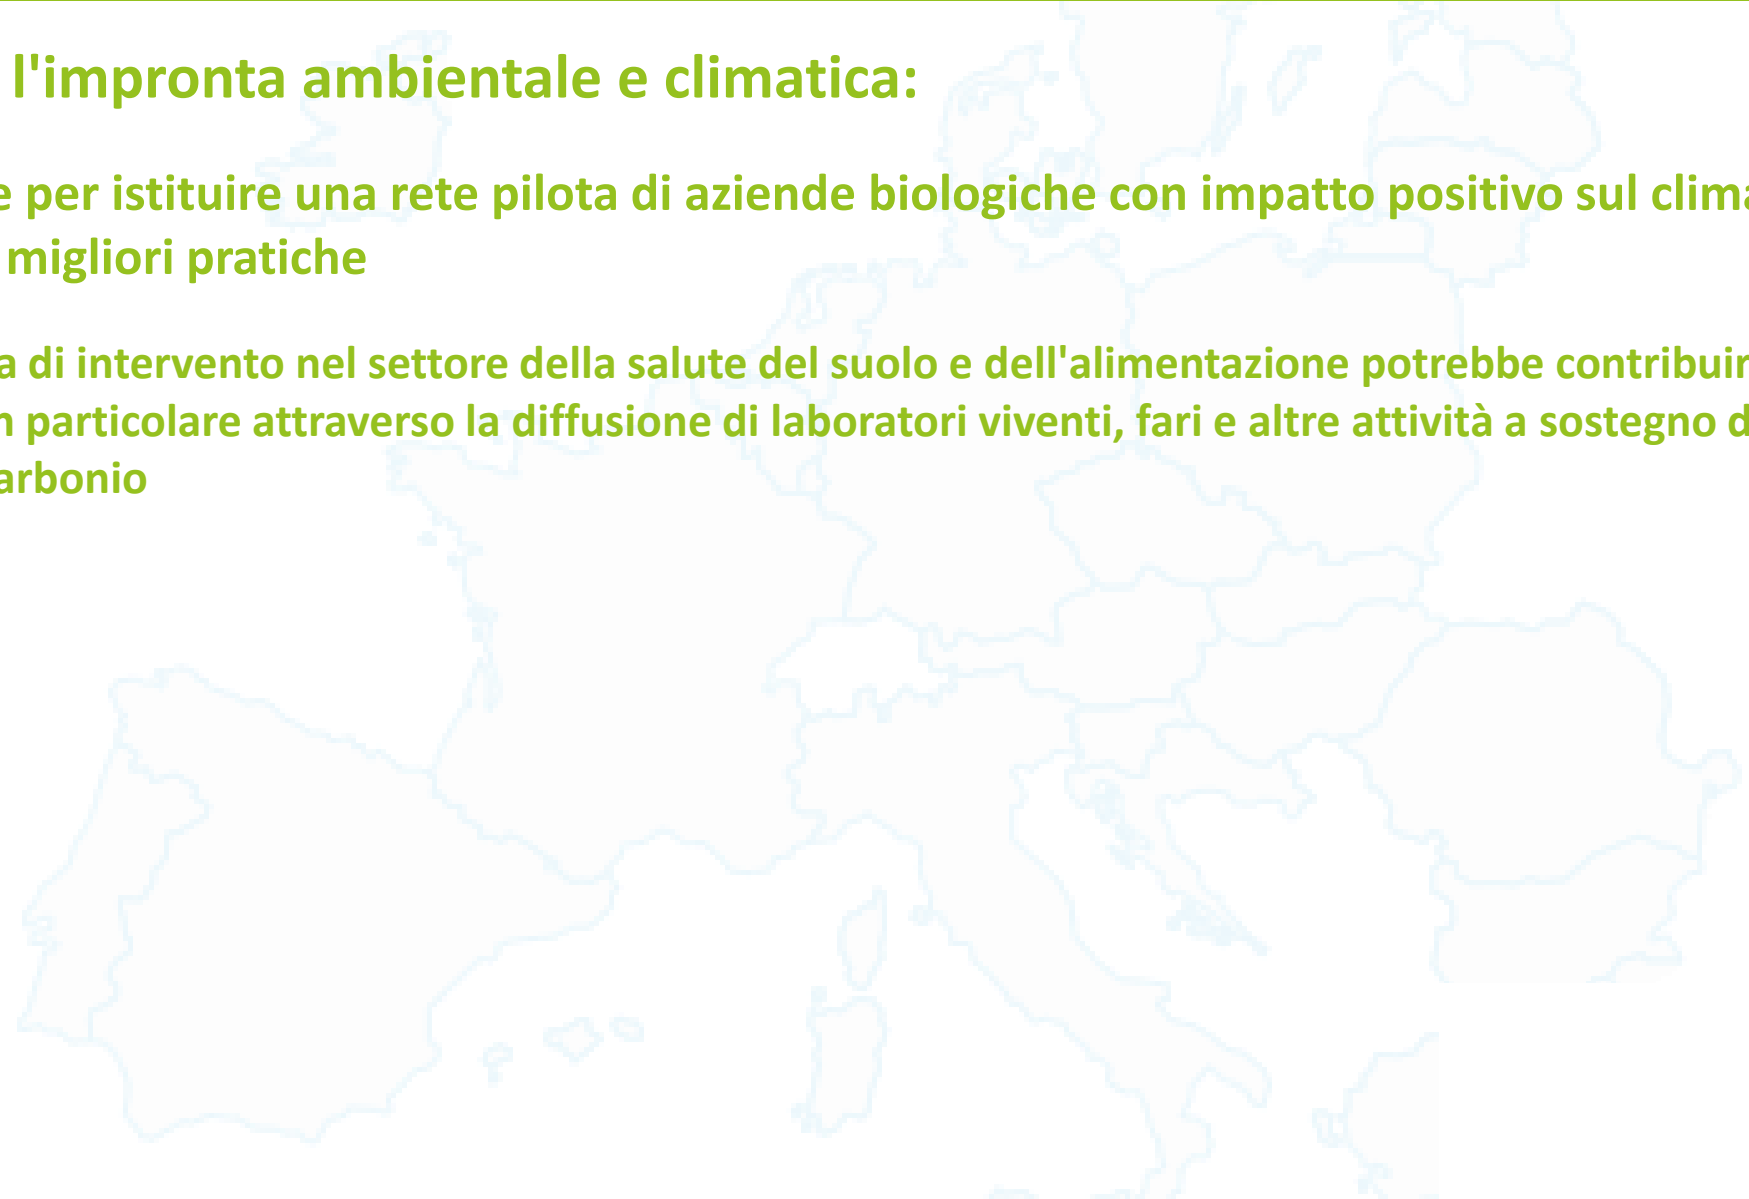 l'impronta ambientale e climatica:
e per istituire una rete pilota di aziende biologiche con impatto positivo sul clima
migliori pratiche
a di intervento nel settore della salute del suolo e dell'alimentazione potrebbe contribuir
n particolare attraverso la diffusione di laboratori viventi, fari e altre attività a sostegno d
arbonio